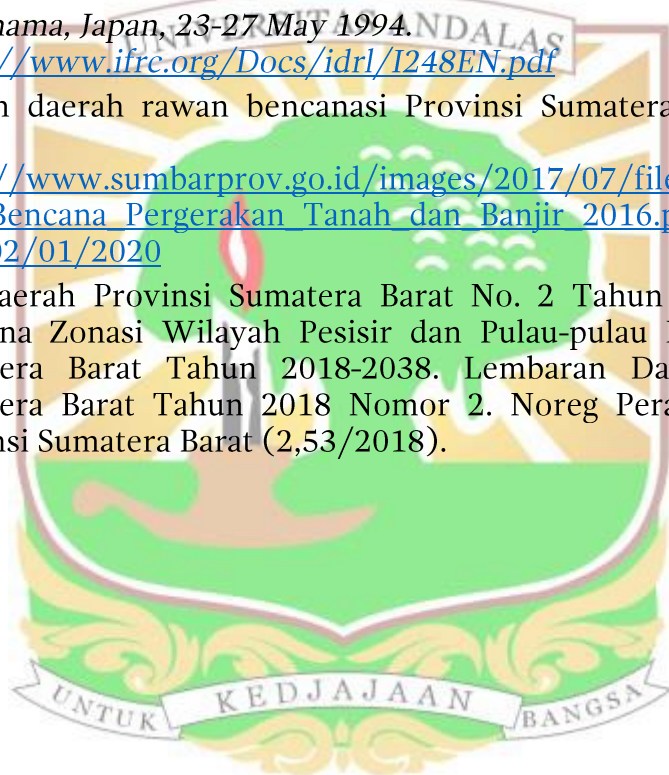 nama, Japan, 23-27 May 1994.
UNIVERSITAS ANDALAS
//www.ifrc.org/Docs/idrl/I248EN.pdf
n daerah rawan bencanasi Provinsi Sumatera
//www.sumbarprov.go.id/images/2017/07/file
Bencana_Pergerakan_Tanah_dan_Banjir_2016.p
02/01/2020
aerah Provinsi Sumatera Barat No. 2 Tahun
na Zonasi Wilayah Pesisir dan Pulau-pulau
era Barat Tahun 2018-2038. Lembaran Da
era Barat Tahun 2018 Nomor 2. Noreg Pera
nsi Sumatera Barat (2,53/2018).
UNTUK KEDJAJAAN BANGSA